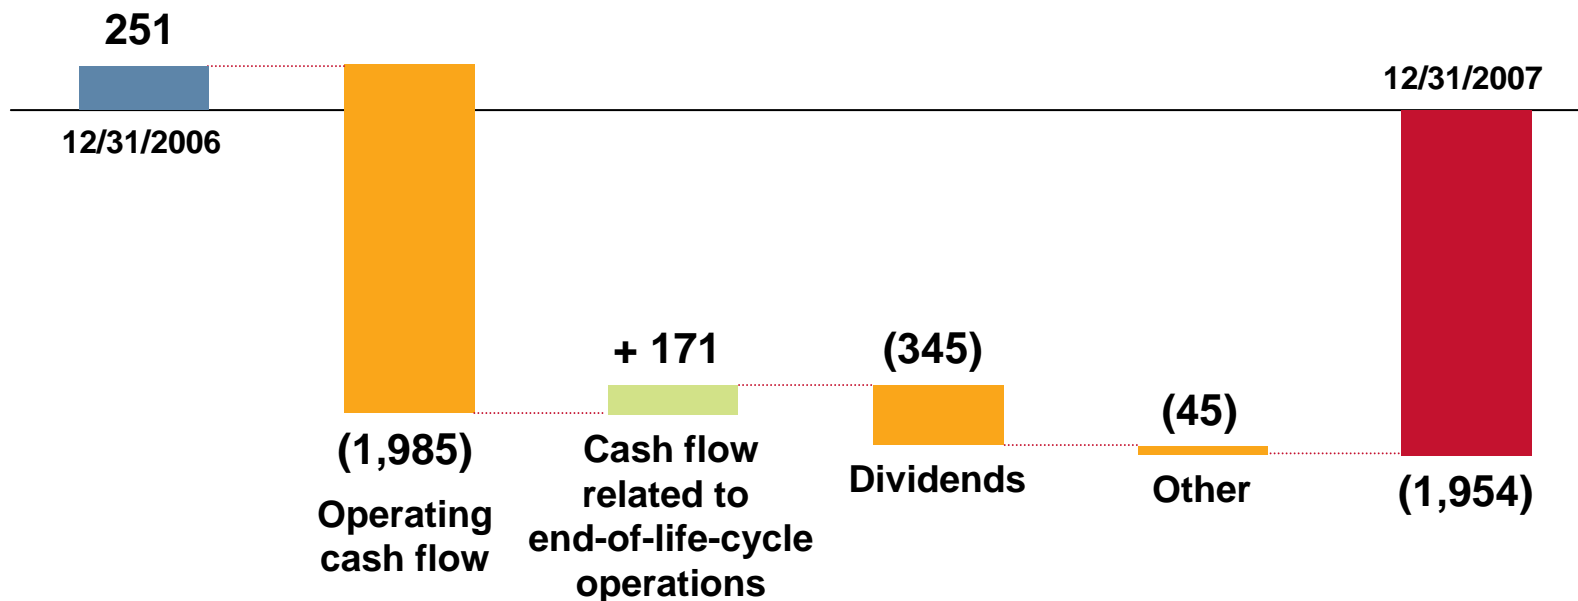 251
12/31/2006
(1,985)
Operating
cash flow
+ 171
Cash flow
related to
end-of-life-cycle
operations
(345)
Dividends
(45)
Other
12/31/2007
(1,954)